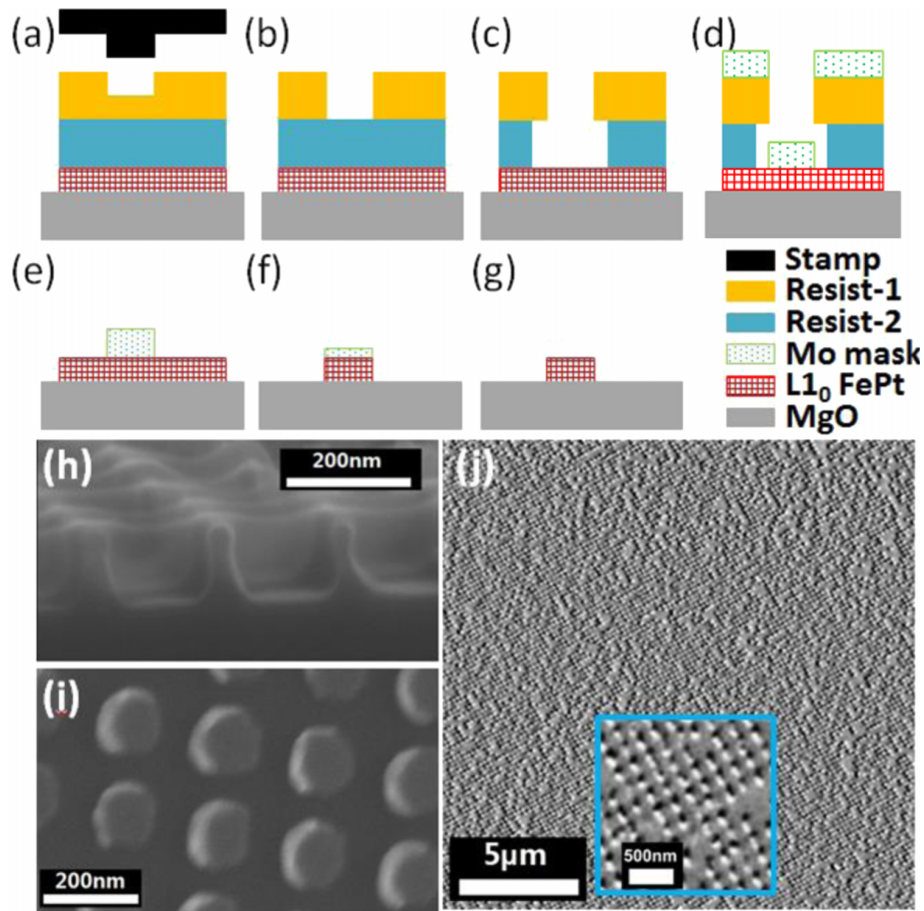 (a)
(b)
(c)
(d)
(e)
(f)
(g)
Stamp
Resist-1
Resist-2
Mo mask
L1₀ FePt
MgO
(h)
200nm
(j)
(i)
200nm
5μm
500nm